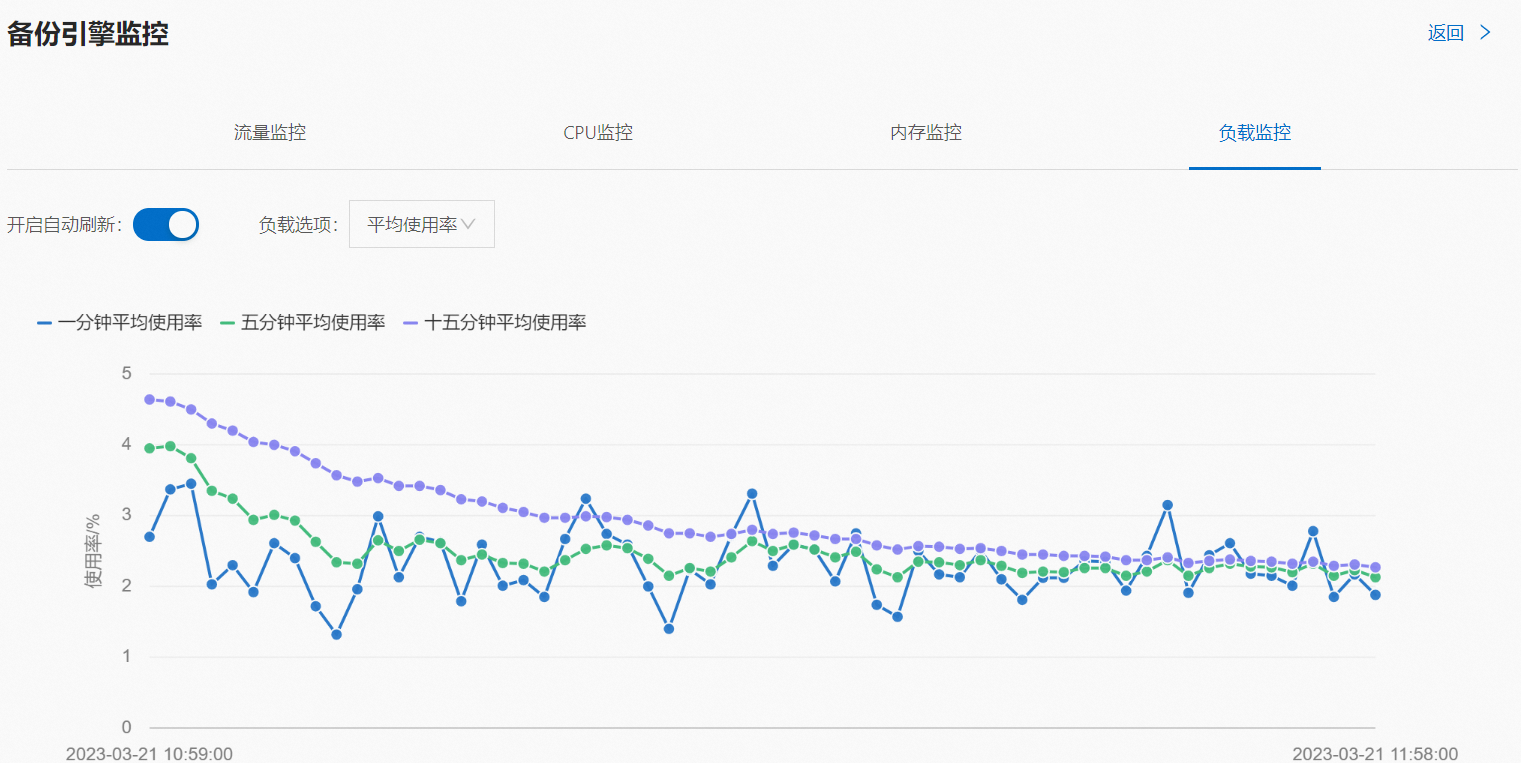 备份引擎监控
返回
流量监控
CPU监控
内存监控
负载监控
开启自动刷新：
负载选项：
平均使用率
一分钟平均使用率
五分钟平均使用率
十五分钟平均使用率
5
4
3
2
1
0
使用率/%
2023-03-21 10:59:00
2023-03-21 11:58:00